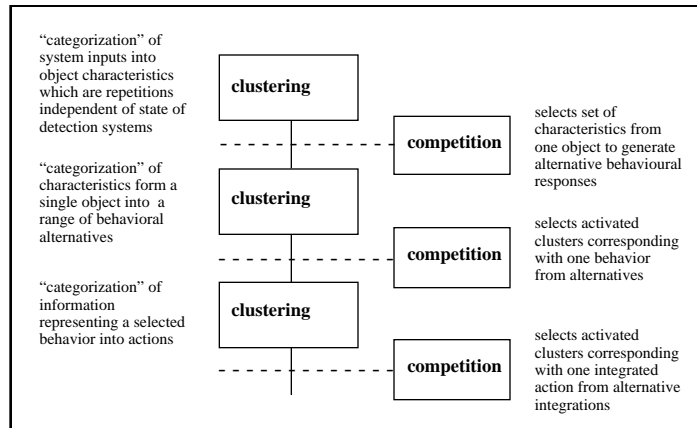 “categorization” of
system inputs into
object characteristics
which are repetitions
independent of state of
detection systems
clustering
competition
selects set of
characteristics from
one object to generate
alternative behavioural
responses
“categorization” of
characteristics form a
single object into a
range of behavioral
alternatives
clustering
competition
selects activated
clusters corresponding
with one behavior
from alternatives
“categorization” of
information
representing a selected
behavior into actions
clustering
competition
selects activated
clusters corresponding
with one integrated
action from alternative
integrations